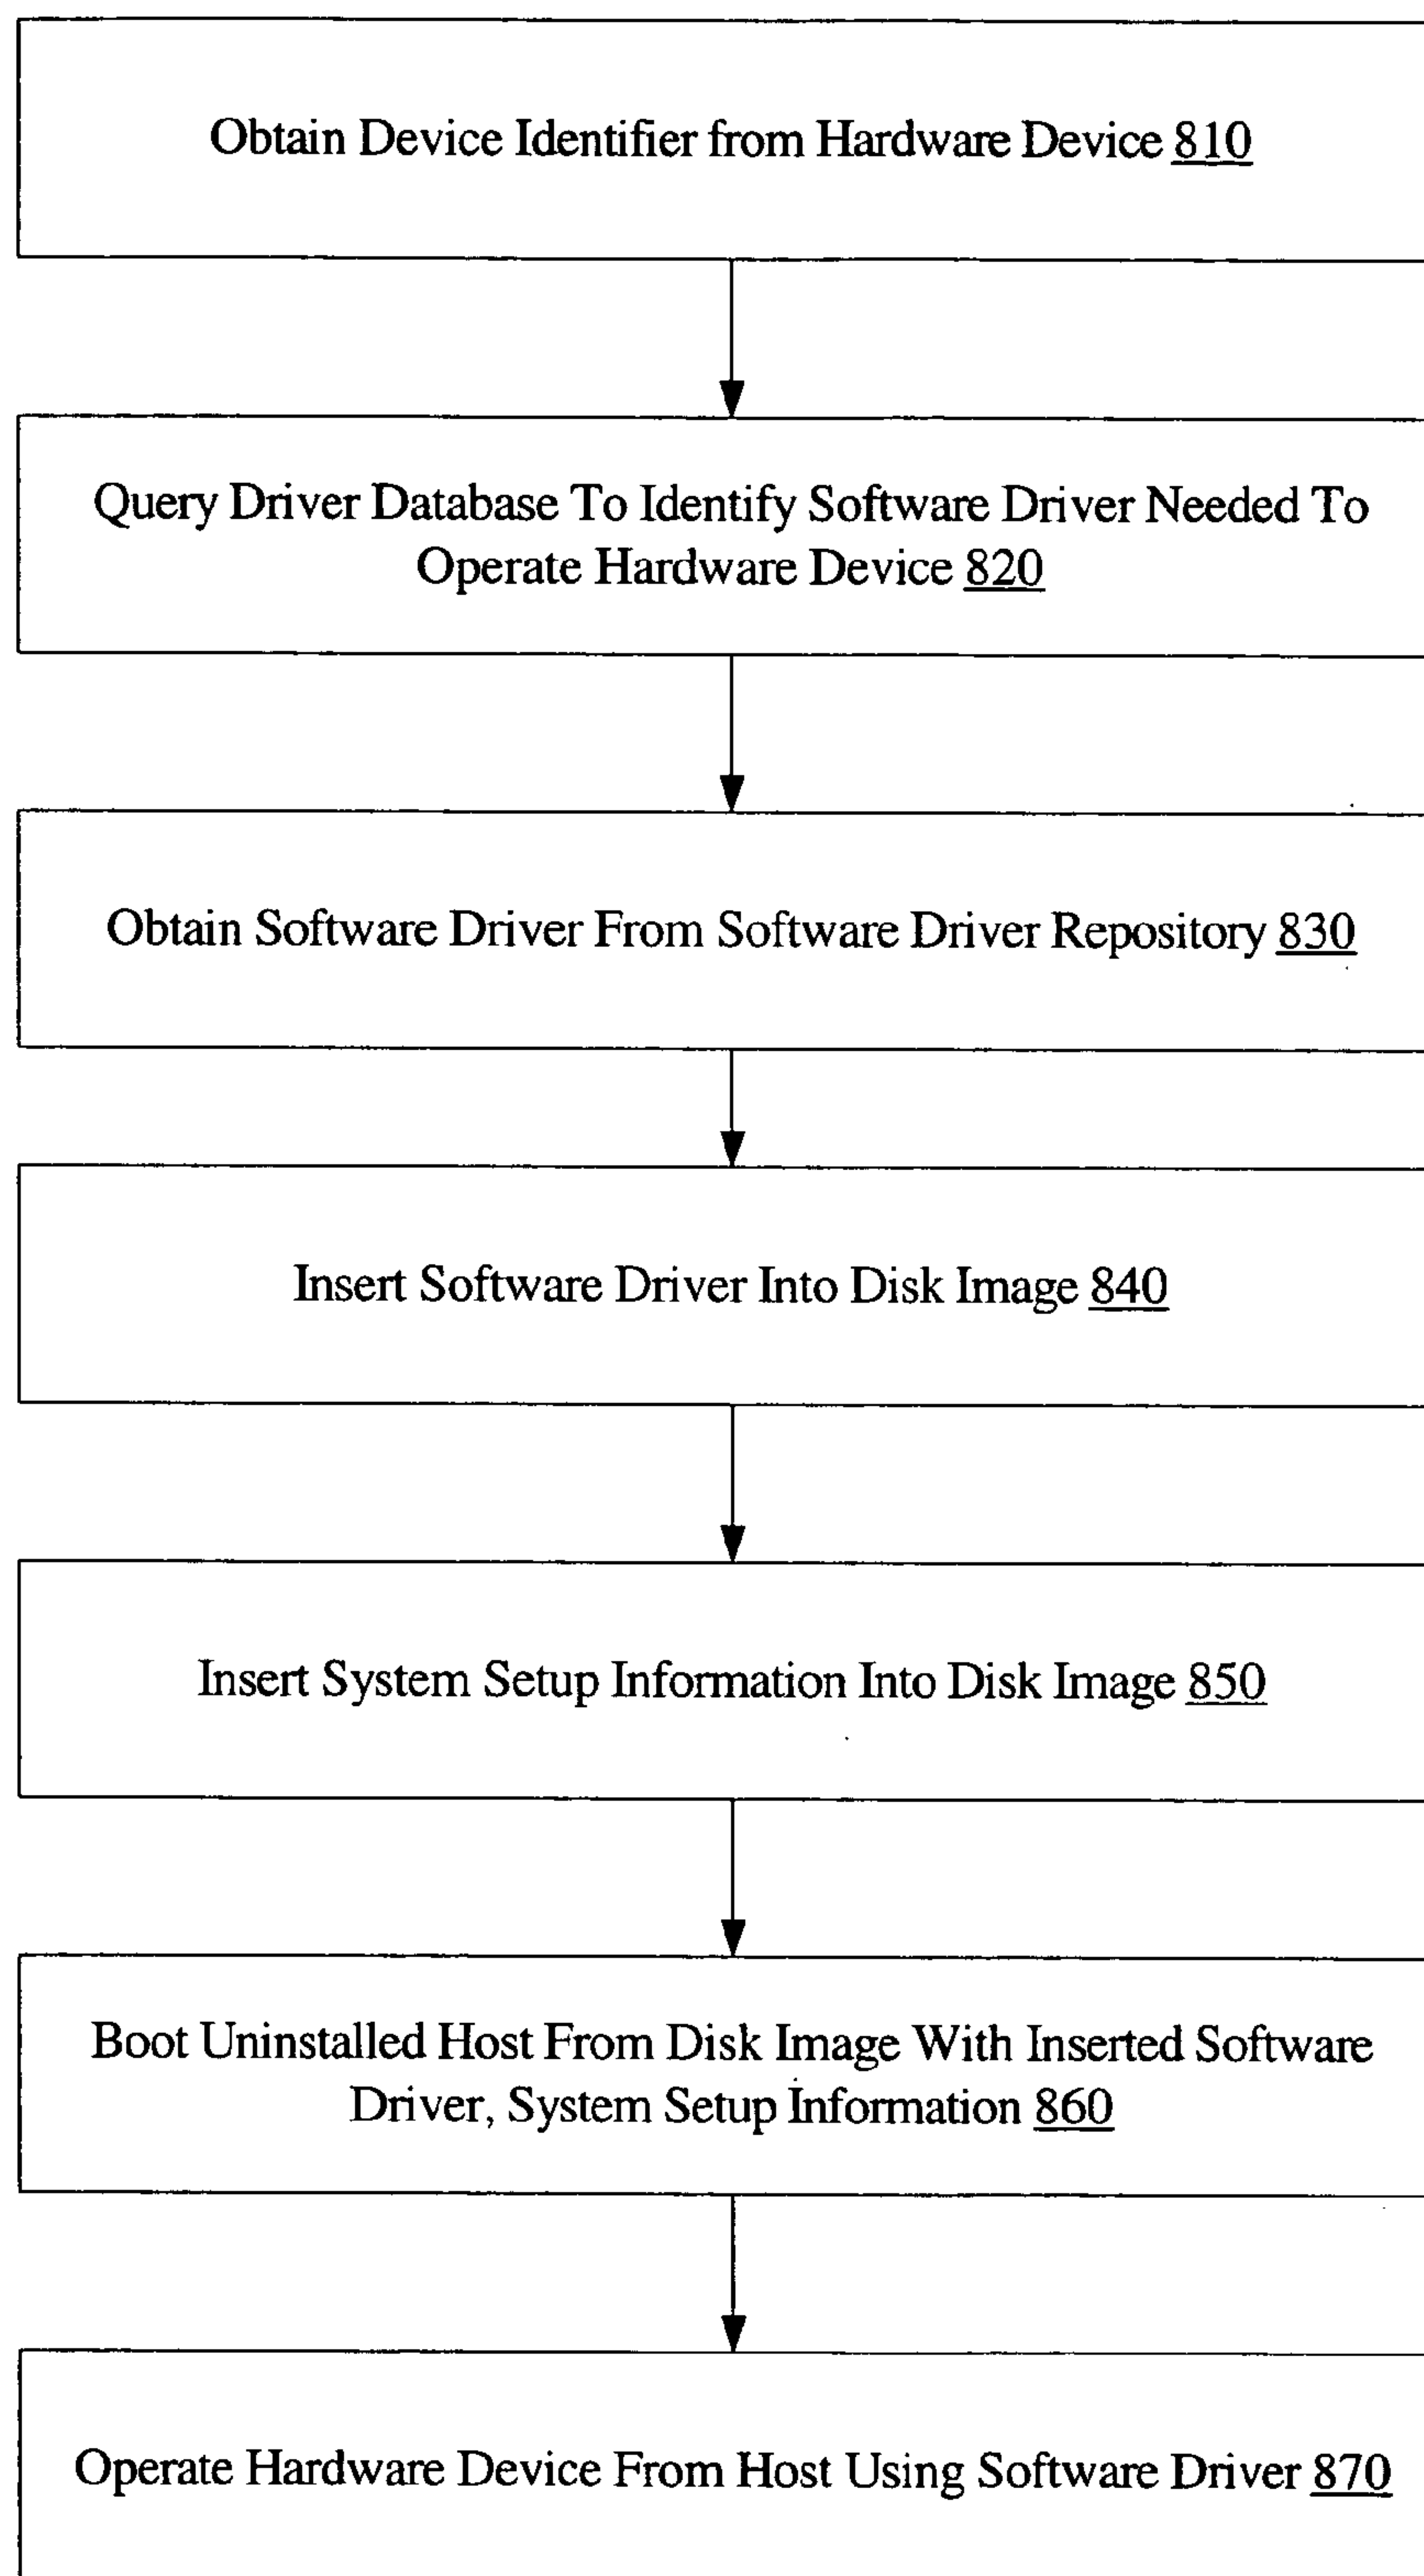 Obtain Device Identifier from Hardware Device 810
Query Driver Database To Identify Software Driver Needed To
Operate Hardware Device 820
Obtain Software Driver From Software Driver Repository 830
Insert Software Driver Into Disk Image 840
Insert System Setup Information Into Disk Image 850
Boot Uninstalled Host From Disk Image With Inserted Software
Driver, System Setup Information 860
Operate Hardware Device From Host Using Software Driver 870